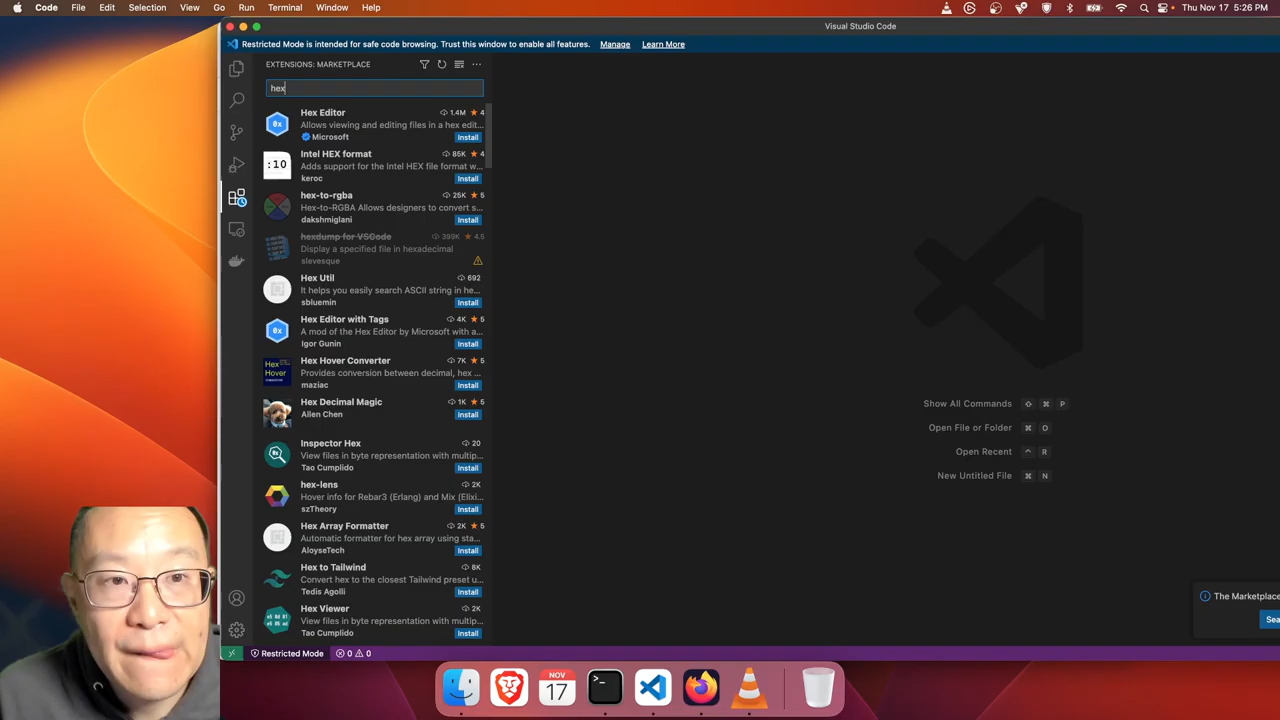 Code File Edit Selection View Go Run Terminal Window Help
Thu Nov 17 5:26 PM
Visual Studio Code
Restricted Mode is intended for safe code browsing. Trust this window to enable all features. Manage Learn More
EXTENSIONS: MARKETPLACE
hex
Hex Editor 1.4M 4
Allows viewing and editing files in a hex edit...
Microsoft Install
Intel HEX format 85K 4
Adds support for the Intel HEX file format w...
keroc Install
hex-to-rgba 25K 5
Hex-to-RGBA Allows designers to convert s...
dakshmiglani Install
hexdump for VSCode 399K 4.5
Display a specified file in hexadecimal
slevesque
Hex Util 692
It helps you easily search ASCII string in he...
sbluemin Install
Hex Editor with Tags 4K 5
A mod of the Hex Editor by Microsoft with a...
Igor Gunin Install
Hex Hover Converter 7K 5
Provides conversion between decimal, hex ...
maziac Install
Hex Decimal Magic 1K 5
Allen Chen Install
Inspector Hex 20
View files in byte representation with multip...
Tao Cumplido Install
hex-lens 2K
Hover info for Rebar3 (Erlang) and Mix (Elixi...
szTheory Install
Hex Array Formatter 2K 5
Automatic formatter for hex array using sta...
AloyseTech Install
Hex to Tailwind 8K
Convert hex to the closest Tailwind preset u...
Tedis Agolli Install
Hex Viewer 2K
View files in byte representation with multip...
Tao Cumplido Install
Show All Commands ⇧ ⌘ P
Open File or Folder ⌘ O
Open Recent ⌃ R
New Untitled File ⌘ N
The Marketplace
Sea
Restricted Mode 0 0
NOV
17